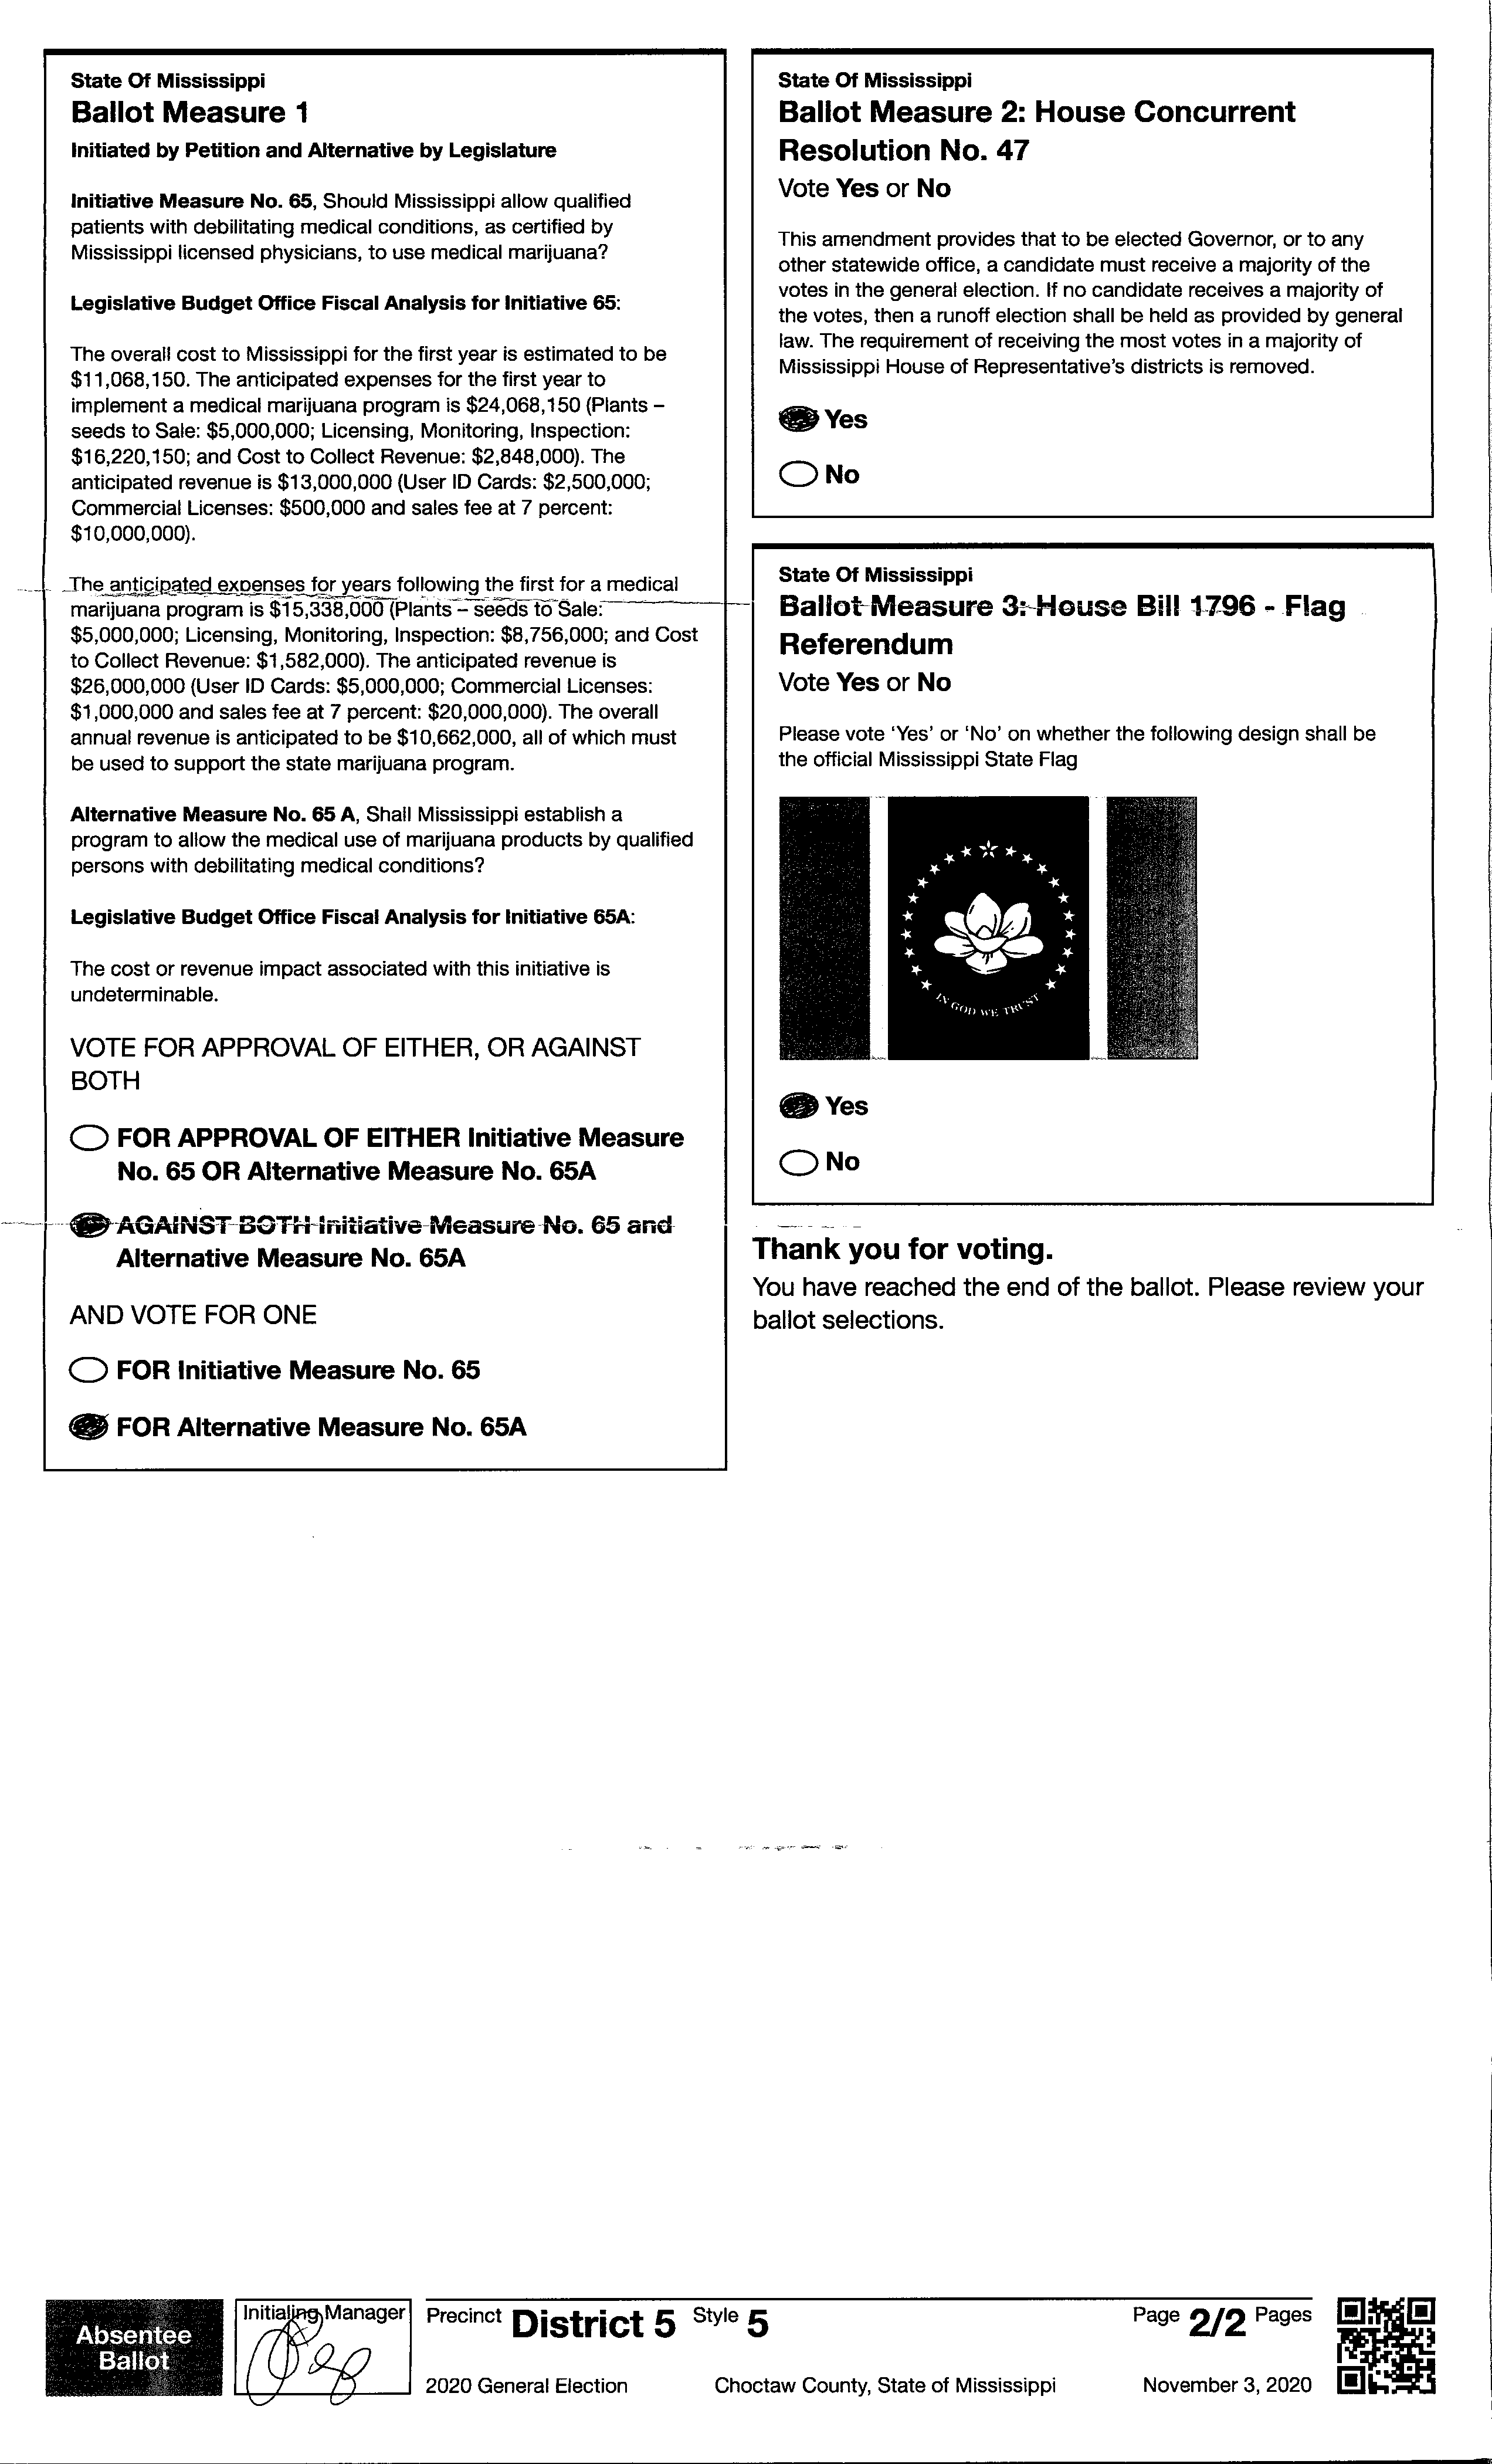 State Of Mississippi
Ballot Measure 1
Initiated by Petition and Alternative by Legislature
Initiative Measure No. 65, Should Mississippi allow qualified
patients with debilitating medical conditions, as certified by
Mississippi licensed physicians, to use medical marijuana?
Legislative Budget Office Fiscal Analysis for Initiative 65:
The overall cost to Mississippi for the first year is estimated to be
$11,068,150. The anticipated expenses for the first year to
implement a medical marijuana program is $24,068,150 (Plants –
seeds to Sale: $5,000,000; Licensing, Monitoring, Inspection:
$16,220,150; and Cost to Collect Revenue: $2,848,000). The
anticipated revenue is $13,000,000 (User ID Cards: $2,500,000;
Commercial Licenses: $500,000 and sales fee at 7 percent:
$10,000,000).
The anticipated expenses for years following the first for a medical
marijuana program is $15,338,000 (Plants – seeds to Sale:
$5,000,000; Licensing, Monitoring, Inspection: $8,756,000; and Cost
to Collect Revenue: $1,582,000). The anticipated revenue is
$26,000,000 (User ID Cards: $5,000,000; Commercial Licenses:
$1,000,000 and sales fee at 7 percent: $20,000,000). The overall
annual revenue is anticipated to be $10,662,000, all of which must
be used to support the state marijuana program.
Alternative Measure No. 65 A, Shall Mississippi establish a
program to allow the medical use of marijuana products by qualified
persons with debilitating medical conditions?
Legislative Budget Office Fiscal Analysis for Initiative 65A:
The cost or revenue impact associated with this initiative is
undeterminable.
VOTE FOR APPROVAL OF EITHER, OR AGAINST
BOTH
FOR APPROVAL OF EITHER Initiative Measure
No. 65 OR Alternative Measure No. 65A
AGAINST BOTH Initiative Measure No. 65 and
Alternative Measure No. 65A
AND VOTE FOR ONE
FOR Initiative Measure No. 65
FOR Alternative Measure No. 65A
State Of Mississippi
Ballot Measure 2: House Concurrent
Resolution No. 47
Vote Yes or No
This amendment provides that to be elected Governor, or to any
other statewide office, a candidate must receive a majority of the
votes in the general election. If no candidate receives a majority of
the votes, then a runoff election shall be held as provided by general
law. The requirement of receiving the most votes in a majority of
Mississippi House of Representative's districts is removed.
Yes
No
State Of Mississippi
Ballot Measure 3: House Bill 1796 - Flag
Referendum
Vote Yes or No
Please vote 'Yes' or 'No' on whether the following design shall be
the official Mississippi State Flag
IN GOD WE TRUST
Yes
No
Thank you for voting.
You have reached the end of the ballot. Please review your
ballot selections.
Absentee
Ballot
Initialing Manager
Precinct District 5 Style 5
Page 2/2 Pages
2020 General Election
Choctaw County, State of Mississippi
November 3, 2020